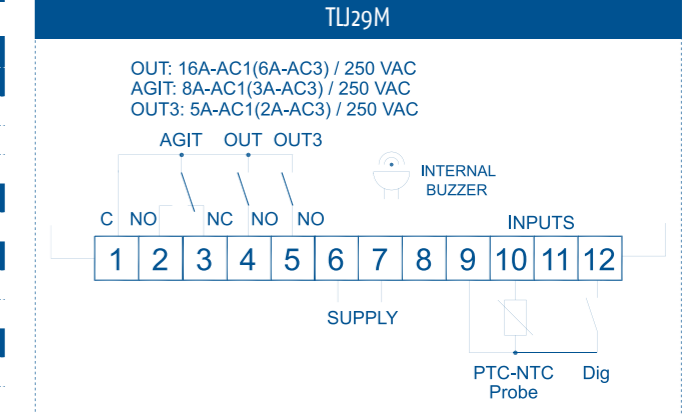 TLJ29M
OUT: 16A-AC1(6A-AC3) / 250 VAC
AGIT: 8A-AC1(3A-AC3) / 250 VAC
OUT3: 5A-AC1(2A-AC3) / 250 VAC
AGIT OUT OUT3
INTERNAL
BUZZER
C NO NC NO NO INPUTS
1 2 3 4 5 6 7 8 9 10 11 12
SUPPLY
PTC-NTC Dig
Probe